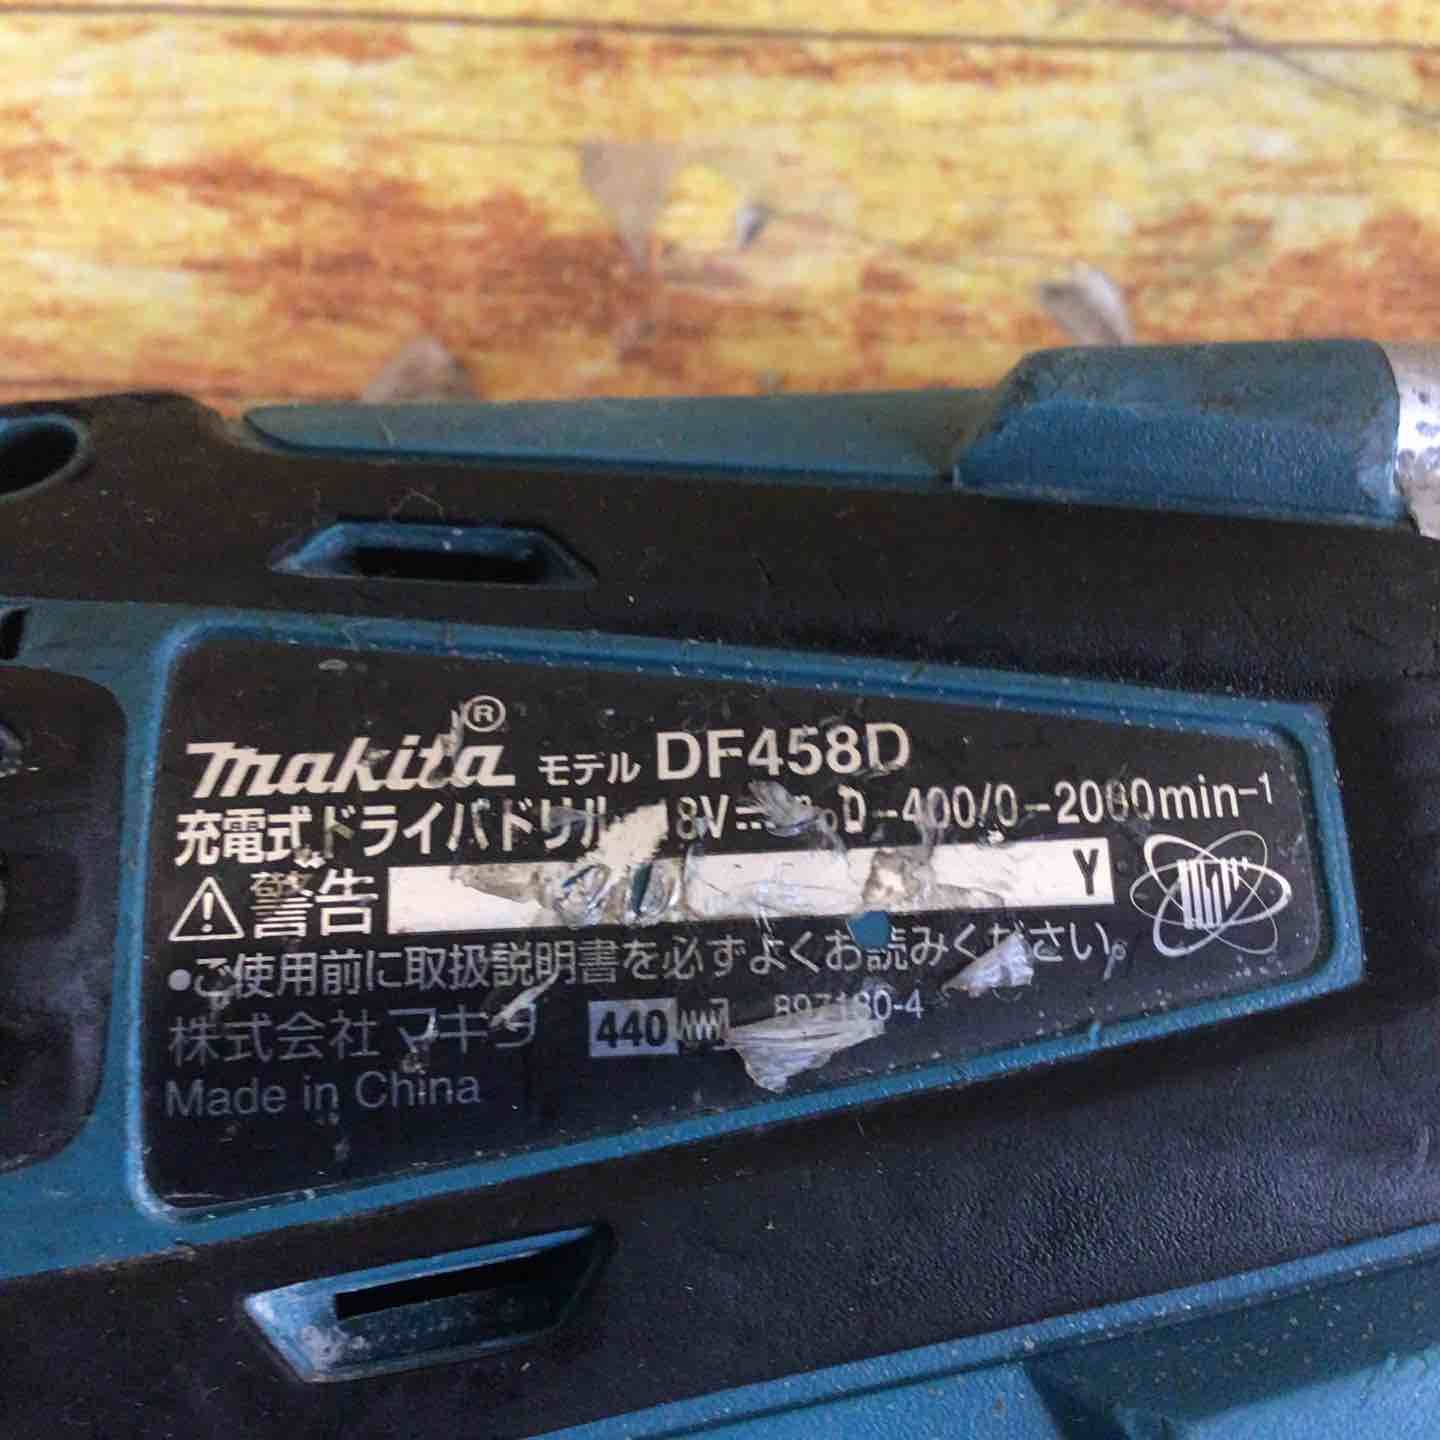 makita® モデル DF458D
充電式ドライバドリル 18V⎓ 0-400/0-2000min⁻¹
⚠警告 Y
●ご使用前に取扱説明書を必ずよくお読みください。
株式会社マキタ 440 897180-4
Made in China